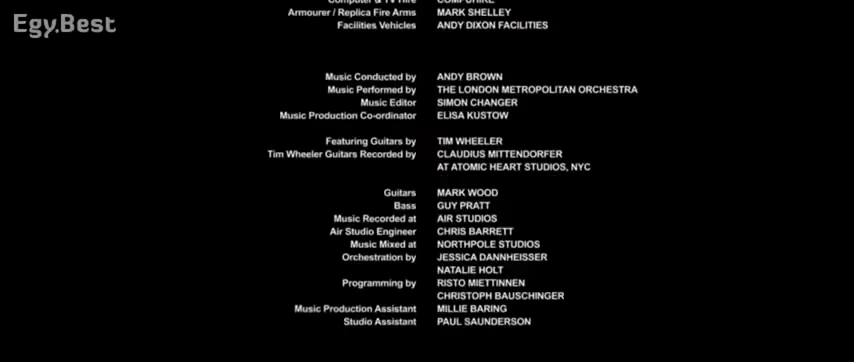 Egy.Best
Computer & TV Hire COMPUHIRE
Armourer / Replica Fire Arms MARK SHELLEY
Facilities Vehicles ANDY DIXON FACILITIES
Music Conducted by ANDY BROWN
Music Performed by THE LONDON METROPOLITAN ORCHESTRA
Music Editor SIMON CHANGER
Music Production Co-ordinator ELISA KUSTOW
Featuring Guitars by TIM WHEELER
Tim Wheeler Guitars Recorded by CLAUDIUS MITTENDORFER
AT ATOMIC HEART STUDIOS, NYC
Guitars MARK WOOD
Bass GUY PRATT
Music Recorded at AIR STUDIOS
Air Studio Engineer CHRIS BARRETT
Music Mixed at NORTHPOLE STUDIOS
Orchestration by JESSICA DANNHEISSER
NATALIE HOLT
Programming by RISTO MIETTINNEN
CHRISTOPH BAUSCHINGER
Music Production Assistant MILLIE BARING
Studio Assistant PAUL SAUNDERSON